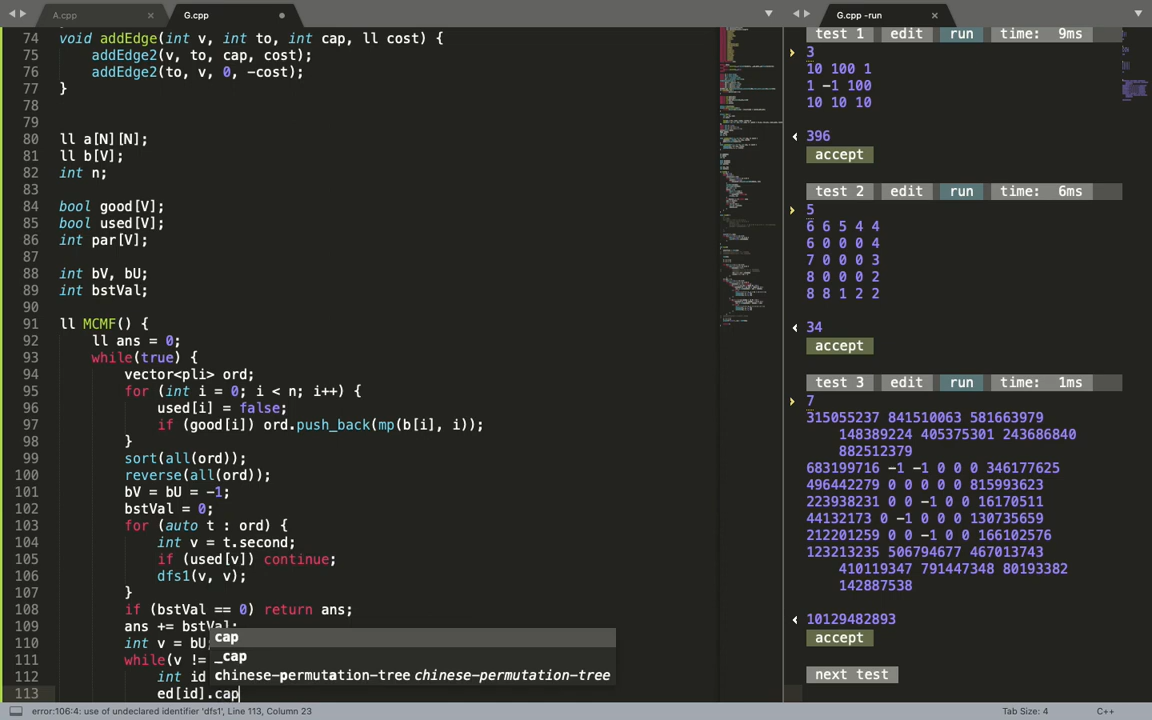 A.cpp
G.cpp
G.cpp -run
74 void addEdge(int v, int to, int cap, ll cost) {
75 addEdge2(v, to, cap, cost);
76 addEdge2(to, v, 0, -cost);
77 }
78
79
80 ll a[N][N];
81 ll b[V];
82 int n;
83
84 bool good[V];
85 bool used[V];
86 int par[V];
87
88 int bV, bU;
89 int bstVal;
90
91 ll MCMF() {
92 ll ans = 0;
93 while(true) {
94 vector<pli> ord;
95 for (int i = 0; i < n; i++) {
96 used[i] = false;
97 if (good[i]) ord.push_back(mp(b[i], i));
98 }
99 sort(all(ord));
100 reverse(all(ord));
101 bV = bU = -1;
102 bstVal = 0;
103 for (auto t : ord) {
104 int v = t.second;
105 if (used[v]) continue;
106 dfs1(v, v);
107 }
108 if (bstVal == 0) return ans;
109 ans += bstVal;
110 int v = bU
111 while(v !=
112 int id
113 ed[id].cap
cap
_cap
chinese-permutation-tree chinese-permutation-tree
test 1 edit run time: 9ms
3
10 100 1
1 -1 100
10 10 10
396
accept
test 2 edit run time: 6ms
5
6 6 5 4 4
6 0 0 0 4
7 0 0 0 3
8 0 0 0 2
8 8 1 2 2
34
accept
test 3 edit run time: 1ms
7
315055237 841510063 581663979
148389224 405375301 243686840
882512379
683199716 -1 -1 0 0 0 346177625
496442279 0 0 0 0 0 815993623
223938231 0 0 -1 0 0 16170511
44132173 0 -1 0 0 0 130735659
212201259 0 0 -1 0 0 166102576
123213235 506794677 467013743
410119347 791447348 80193382
142887538
10129482893
accept
next test
error:106:4: use of undeclared identifier 'dfs1', Line 113, Column 23
Tab Size: 4
C++